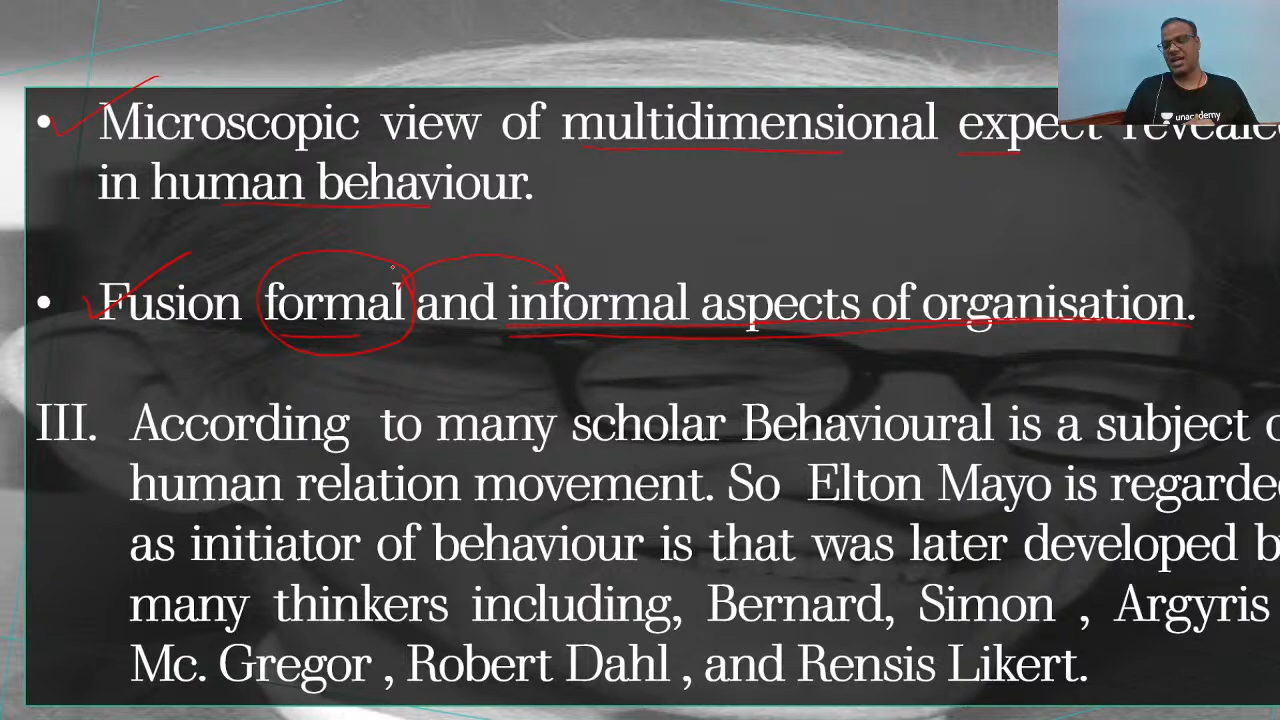 • Microscopic view of multidimensional expect
in human behaviour.
• Fusion formal and informal aspects of organisation.
III. According to many scholar Behavioural is a subject
human relation movement. So Elton Mayo is
as initiator of behaviour is that was later developed
many thinkers including, Bernard, Simon , Argyris
Mc. Gregor , Robert Dahl , and Rensis Likert.
unacademy